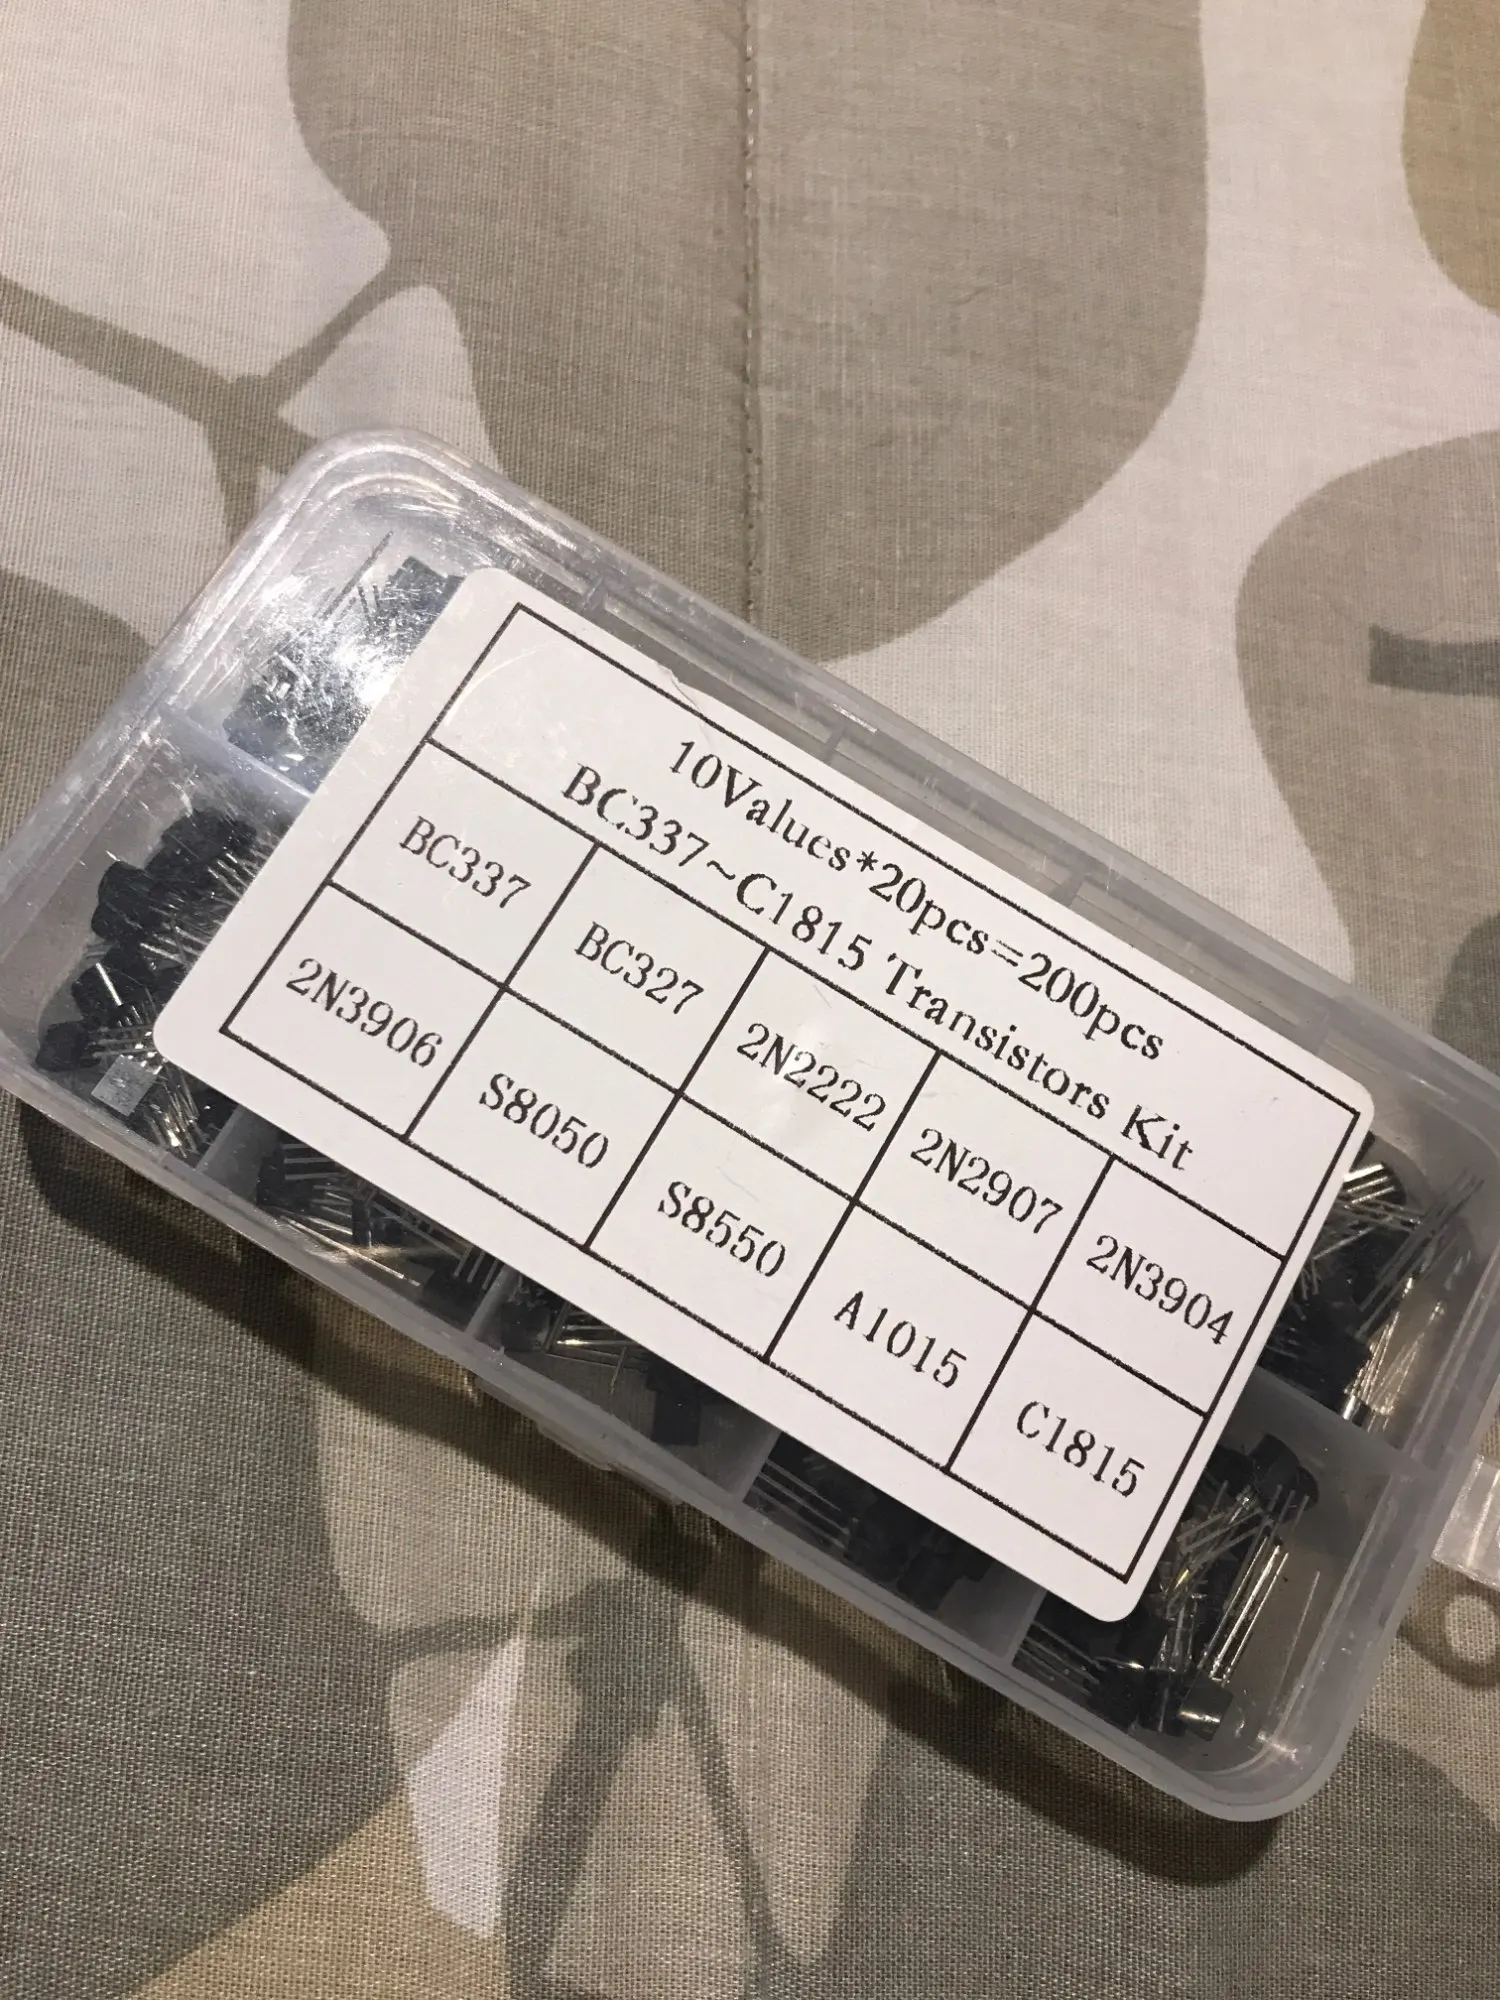 10Values*20pcs=200pcs
BC337~C1815 Transistors Kit
BC337 BC327 2N2222 2N2907 2N3904
2N3906 S8050 S8550 A1015 C1815